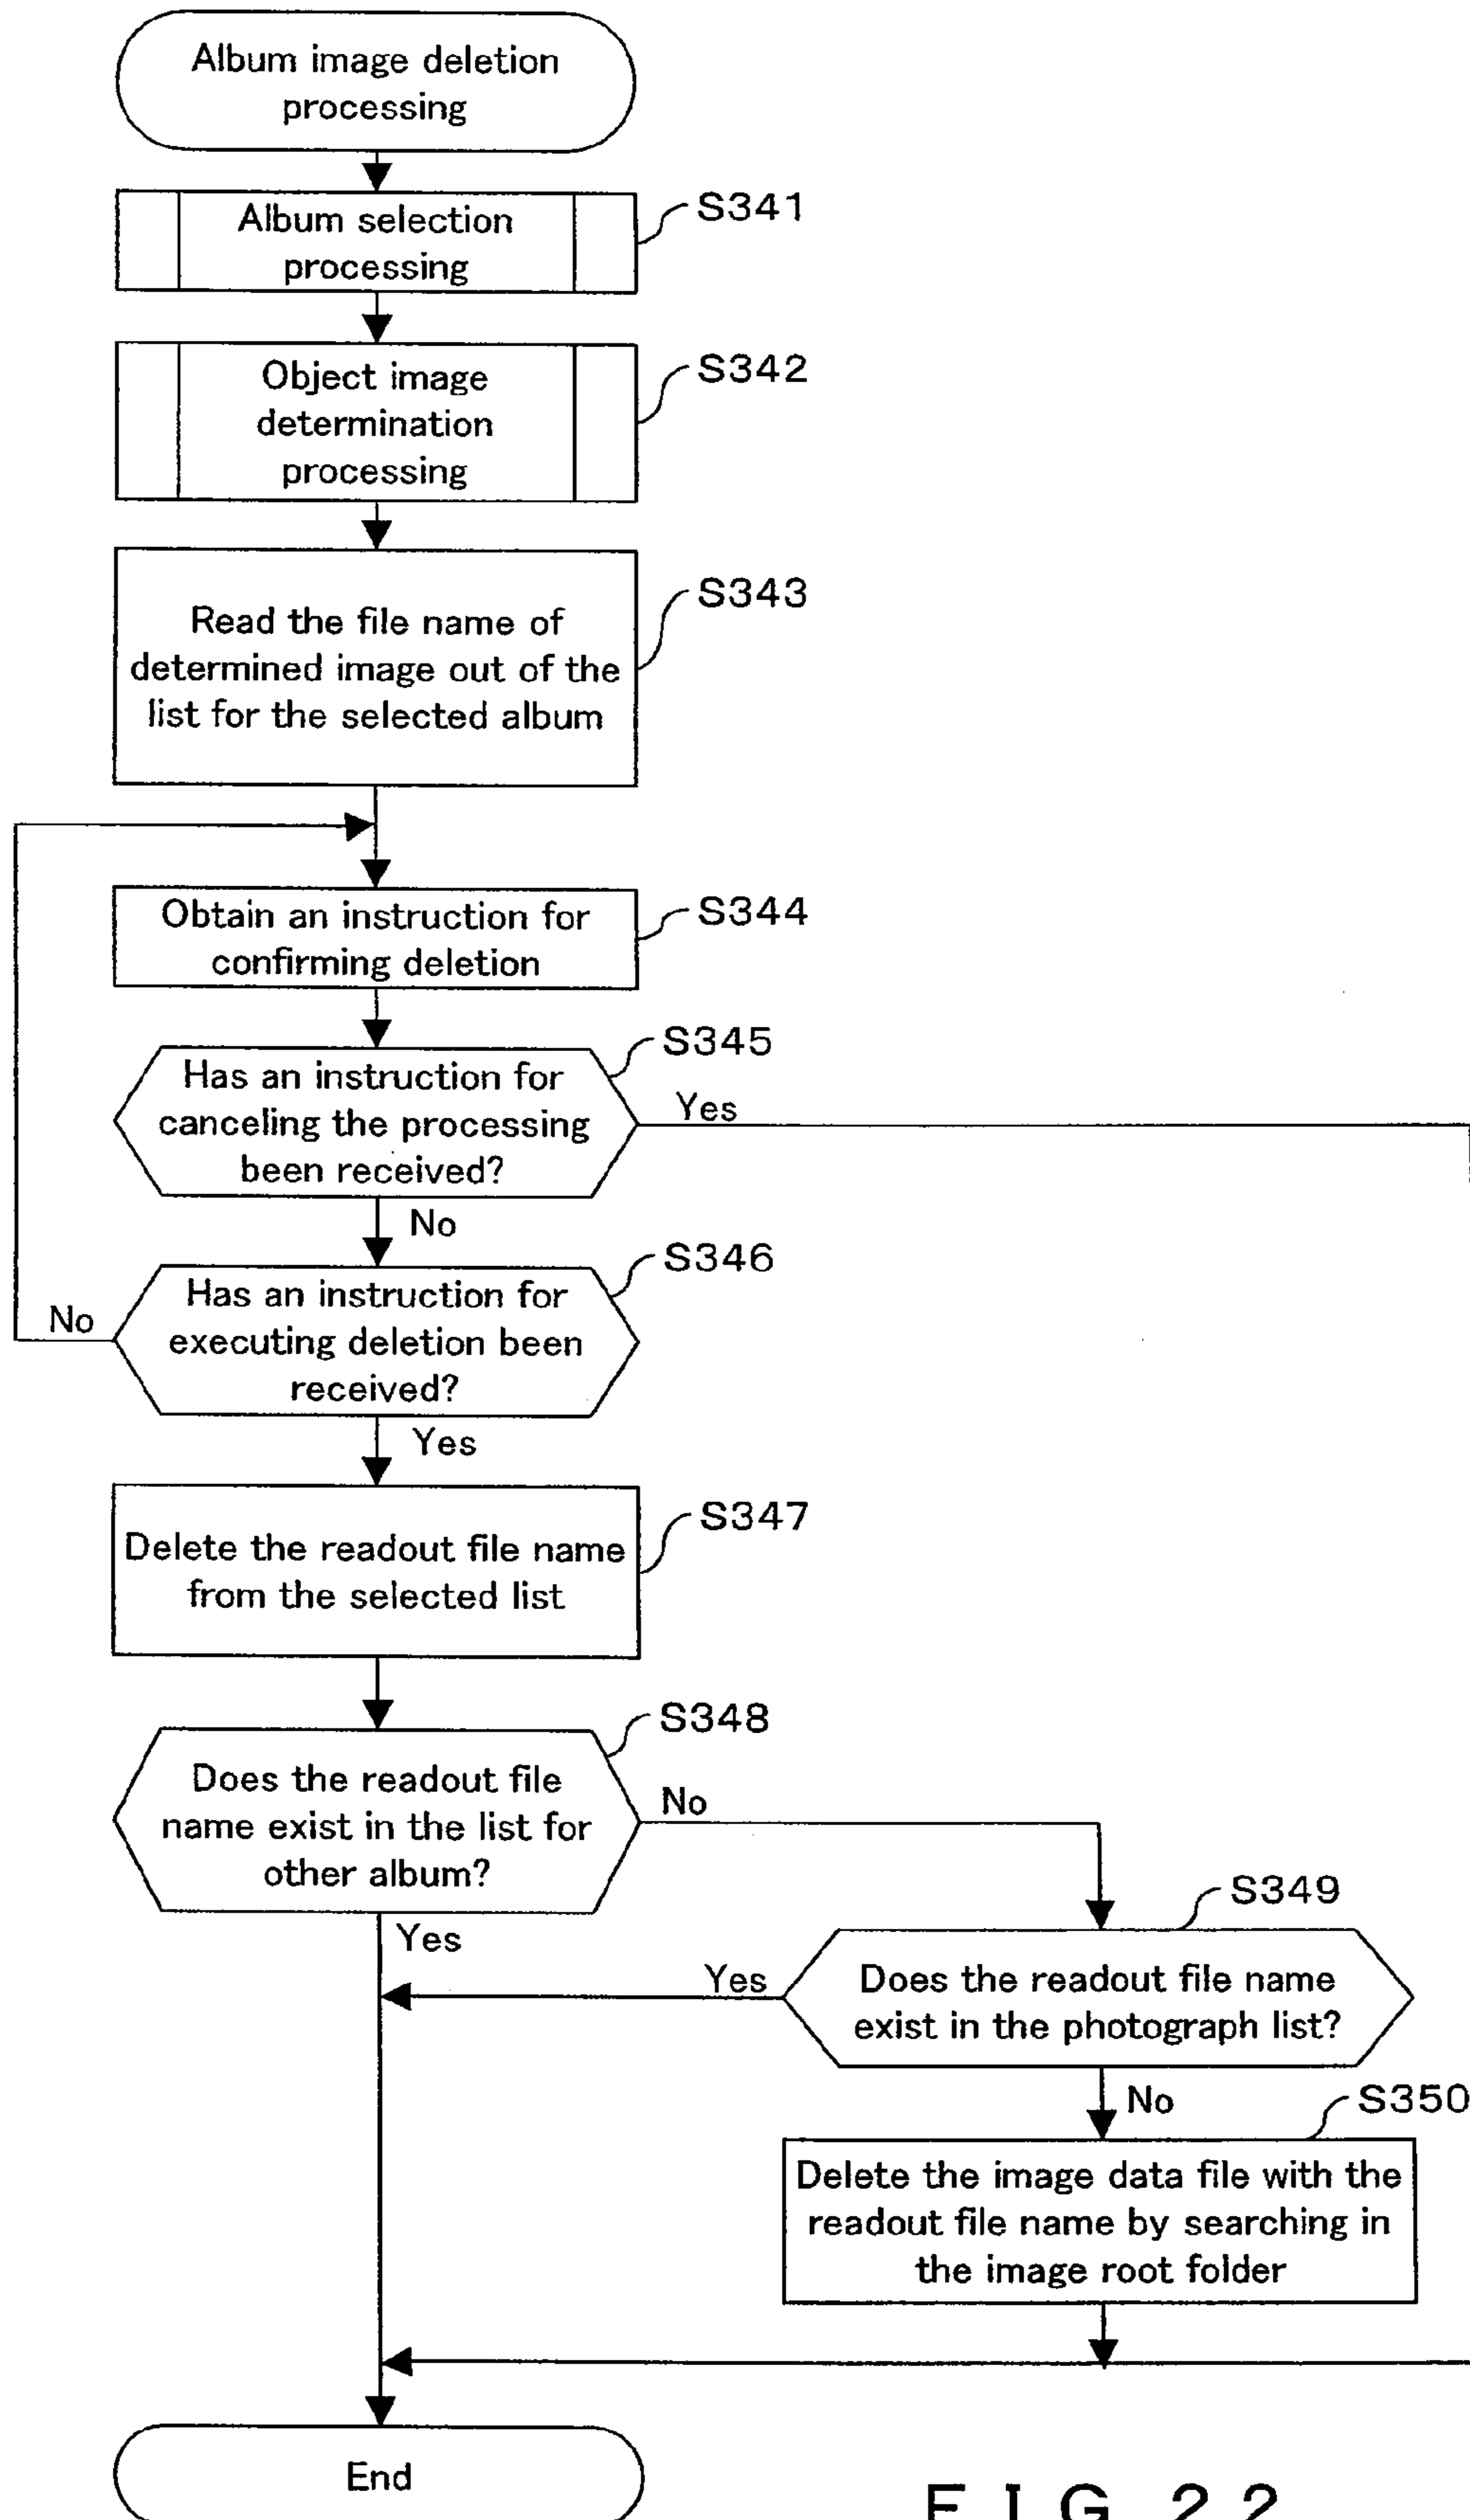 Album image deletion
processing
Album selection
processing
S341
Object image
determination
processing
S342
Read the file name of
determined image out of the
list for the selected album
S343
Obtain an instruction for
confirming deletion
S344
Has an instruction for
canceling the processing
been received?
S345
Yes
No
Has an instruction for
executing deletion been
received?
S346
No
Yes
Delete the readout file name
from the selected list
S347
Does the readout file
name exist in the list for
other album?
S348
No
Yes
Does the readout file name
exist in the photograph list?
S349
Yes
No
Delete the image data file with the
readout file name by searching in
the image root folder
S350
End
FIG. 22